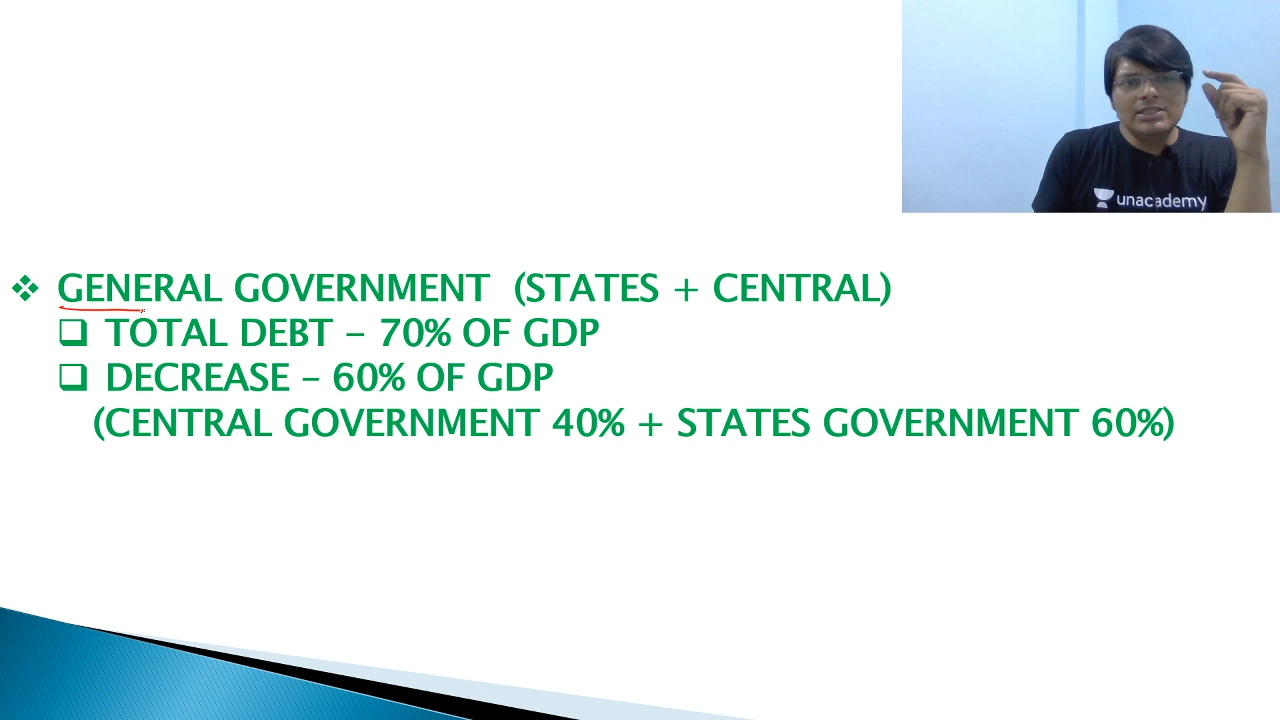 unacademy
GENERAL GOVERNMENT (STATES + CENTRAL)
TOTAL DEBT - 70% OF GDP
DECREASE - 60% OF GDP
(CENTRAL GOVERNMENT 40% + STATES GOVERNMENT 60%)